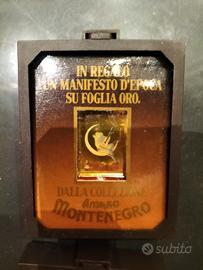 IN REGALO
UN MANIFESTO D'EPOCA
SU FOGLIA ORO.
DALLA COLLEZIONE
Amaro
MONTENEGRO
subito